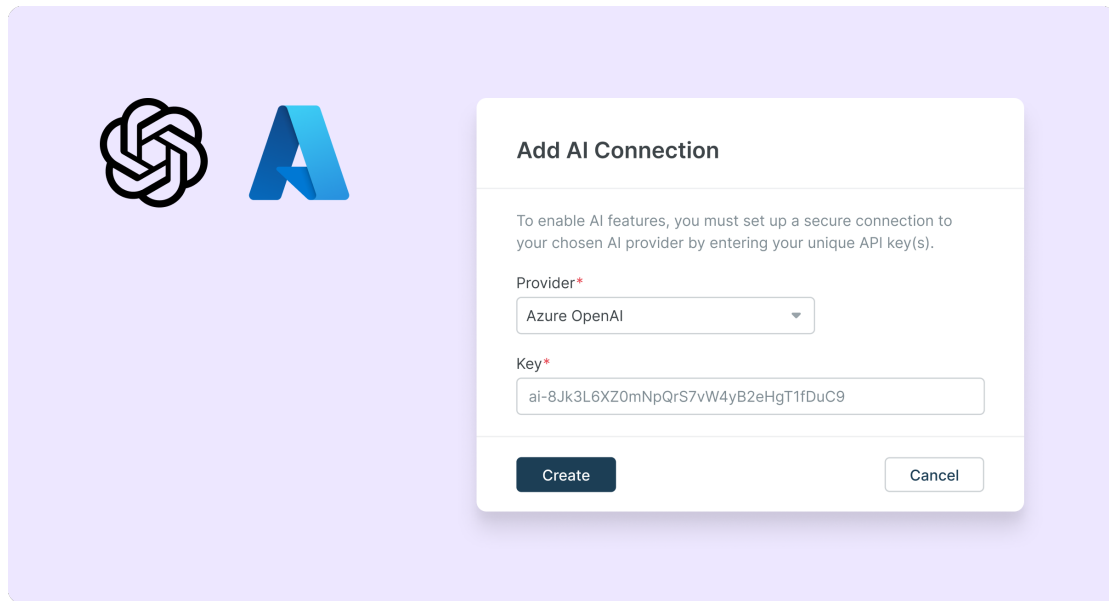 Add AI Connection
To enable AI features, you must set up a secure connection to
your chosen AI provider by entering your unique API key(s).
Provider*
Azure OpenAI
Key*
ai-8Jk3L6XZ0mNpQrS7vW4yB2eHgT1fDuC9
Create
Cancel